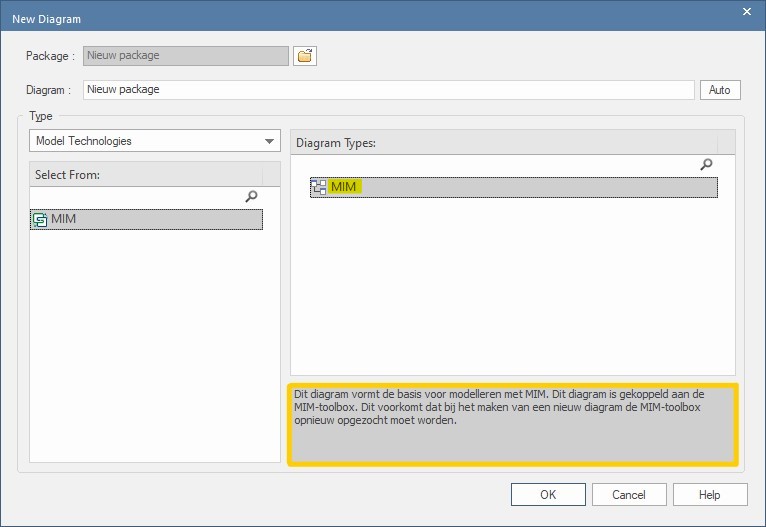 New Diagram
Package :
Nieuw package
Diagram :
Nieuw package
Auto
Type
Model Technologies
Select From:
MIM
Diagram Types:
MIM
Dit diagram vormt de basis voor modelleren met MIM. Dit diagram is gekoppeld aan de
MIM-toolbox. Dit voorkomt dat bij het maken van een nieuw diagram de MIM-toolbox
opnieuw opgezocht moet worden.
OK
Cancel
Help